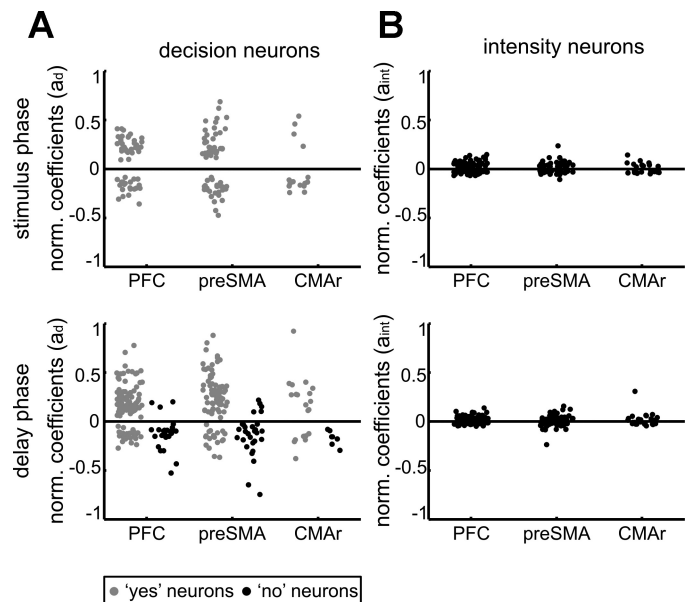 A
B
decision neurons
intensity neurons
stimulus phase
norm. coefficients (ad)
1
0.5
0
-0.5
-1
PFC preSMA CMAr
norm. coefficients (aint)
1
0.5
0
-0.5
-1
PFC preSMA CMAr
delay phase
norm. coefficients (ad)
1
0.5
0
-0.5
-1
PFC preSMA CMAr
norm. coefficients (aint)
1
0.5
0
-0.5
-1
PFC preSMA CMAr
'yes' neurons 'no' neurons